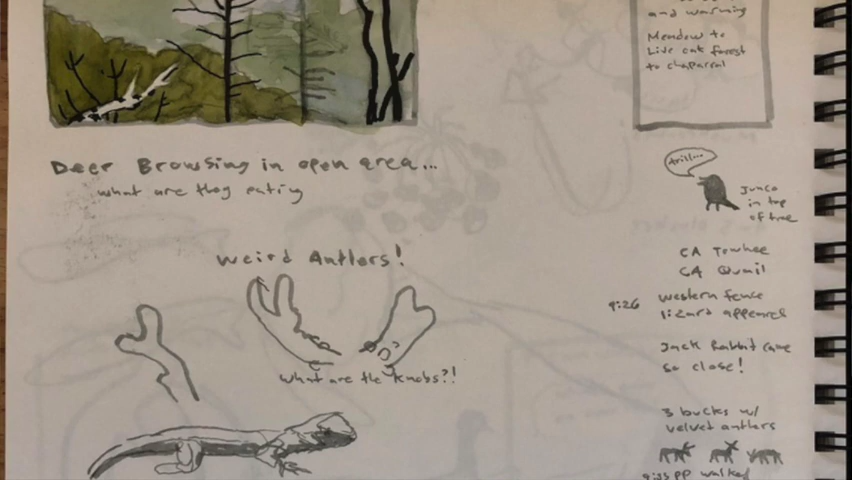 and warming
Meadow to
Live oak forest
to chaparral
Deer Browsing in open area...
what are they eating
trill...
Junco
in top
of tree
Weird Antlers!
CA Towhee
CA Quail
9:26 western fence
lizard appeared
Jack Rabbit came
so close!
What are the knobs?!
3 bucks w/
velvet antlers
walked